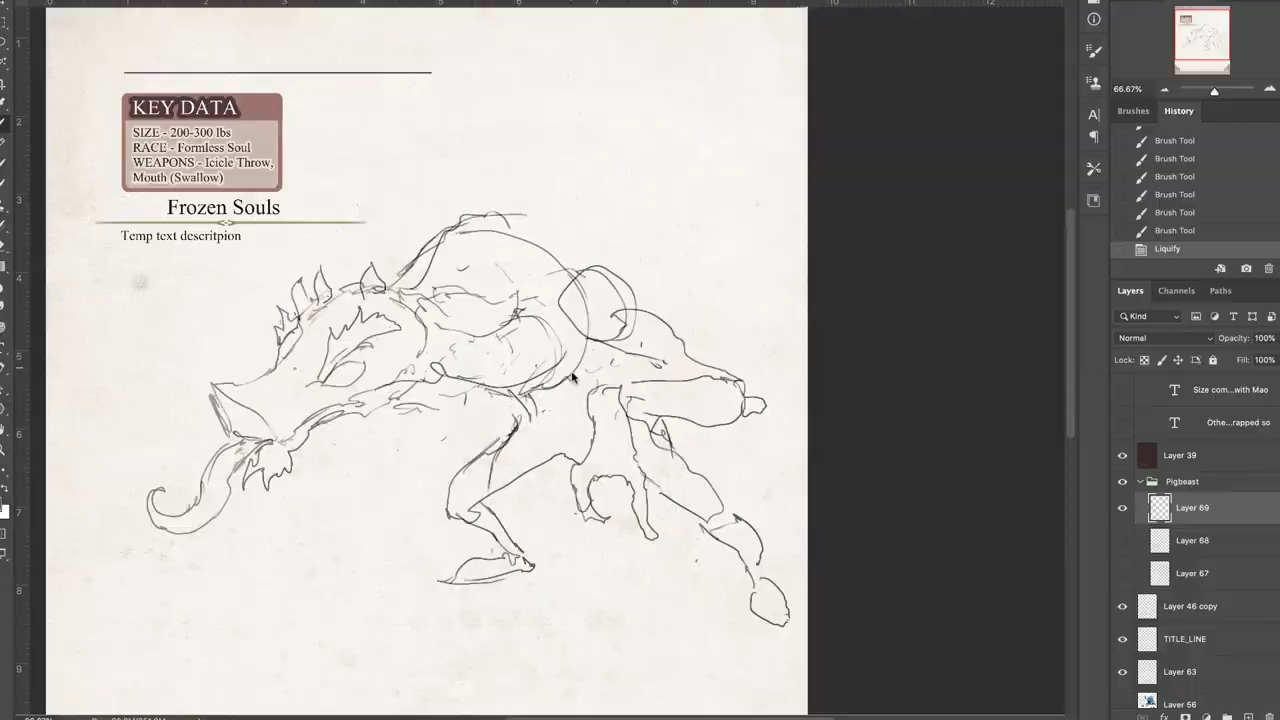 66.67%
Brushes
History
Brush Tool
Brush Tool
Brush Tool
Brush Tool
Brush Tool
Brush Tool
Liquify
Layers
Channels
Paths
Kind
Normal
Opacity: 100%
Lock:
Fill: 100%
Size com...with Mao
Othe...rapped so
Layer 39
Pigbeast
Layer 69
Layer 68
Layer 67
Layer 46 copy
TITLE_LINE
Layer 63
Layer 56
KEY DATA
SIZE - 200-300 lbs
RACE - Formless Soul
WEAPONS - Icicle Throw,
Mouth (Swallow)
Frozen Souls
Temp text descritpion